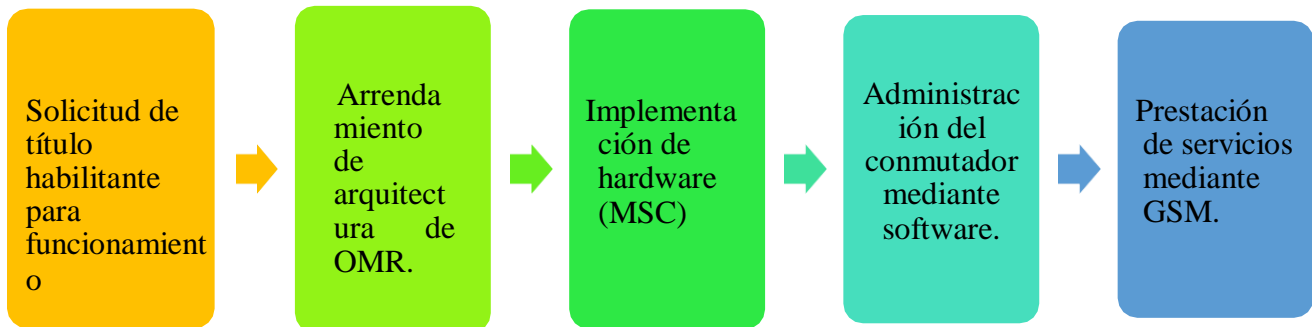 Solicitud de
título
habilitante
para
funcionamient
o
Arrenda
miento
de
arquitect
ura de
OMR.
Implementa
ción de
hardware
(MSC)
Administrac
ión del
conmutador
mediante
software.
Prestación
de servicios
mediante
GSM.